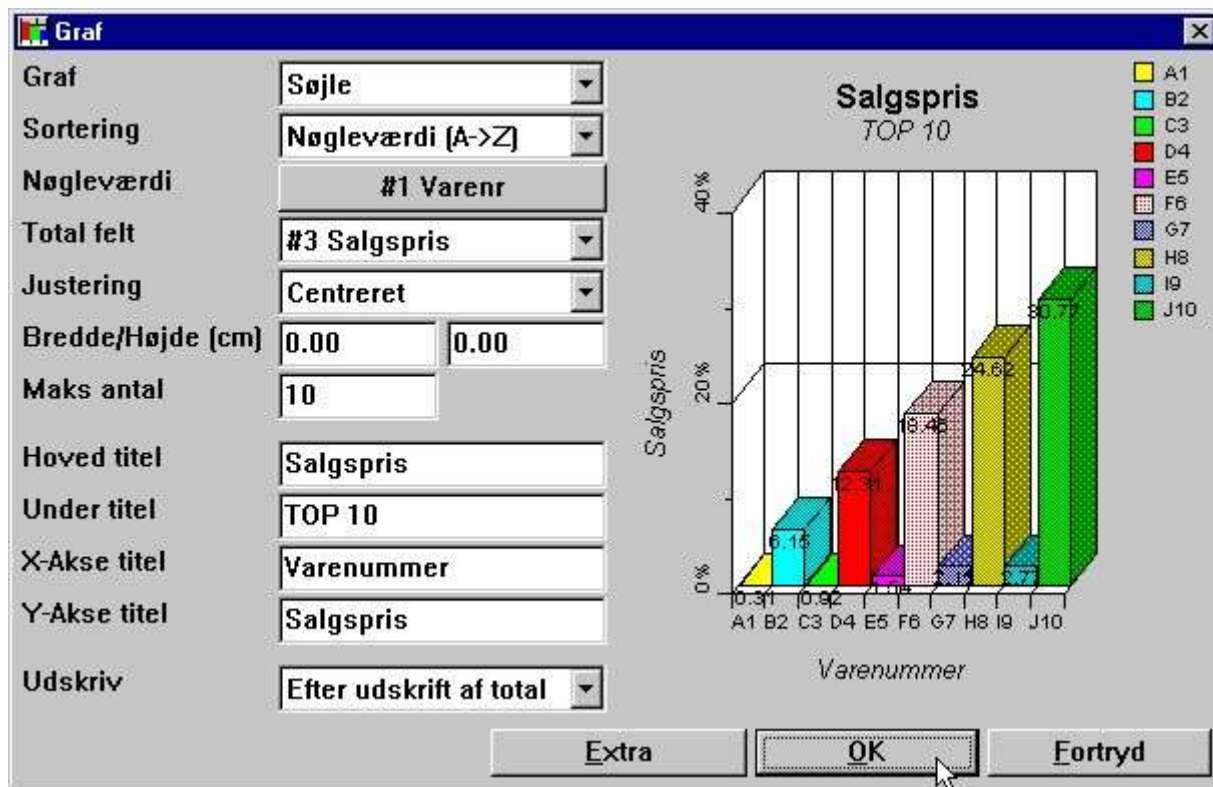 Graf
Graf Søjle
Sortering Nøgleværdi (A->Z)
Nøgleværdi #1 Varenr
Total felt #3 Salgspris
Justering Centreret
Bredde/Højde (cm) 0.00 0.00
Maks antal 10
Hoved titel Salgspris
Under titel TOP 10
X-Akse titel Varenummer
Y-Akse titel Salgspris
Udskriv Efter udskrift af total
Salgspris
TOP 10
A1
B2
C3
D4
E5
F6
G7
H8
I9
J10
40%
20%
0%
Salgspris
30.77
24.62
18.46
12.31
6.15
0.31
0.92
A1 B2 C3 D4 E5 F6 G7 H8 I9 J10
Varenummer
Extra OK Fortryd